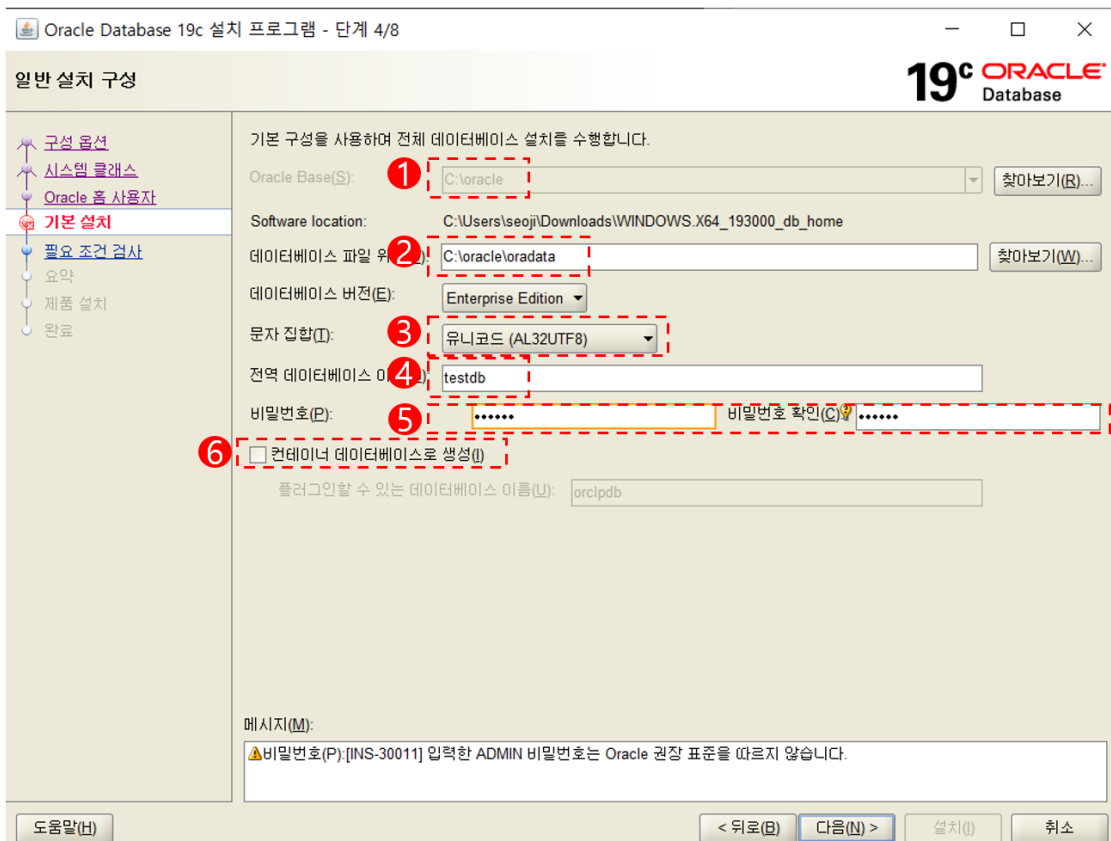 Oracle Database 19c 설치 프로그램 - 단계 4/8
일반 설치 구성
19c ORACLE
Database
구성 옵션
시스템 클래스
Oracle 홈 사용자
기본 설치
필요 조건 검사
요약
제품 설치
완료
기본 구성을 사용하여 전체 데이터베이스 설치를 수행합니다.
Oracle Base(S): 1 C:\oracle 찾아보기(R)...
Software location: C:\Users\seoji\Downloads\WINDOWS.X64_193000_db_home
데이터베이스 파일 2 C:\oracle\oradata 찾아보기(W)...
데이터베이스 버전(E): Enterprise Edition
문자 집합(T): 3 유니코드 (AL32UTF8)
전역 데이터베이스 4 testdb
비밀번호(P): 5 •••••• 비밀번호 확인(C) ••••••
6 컨테이너 데이터베이스로 생성(I)
플러그인할 수 있는 데이터베이스 이름(U): orclpdb
메시지(M):
비밀번호(P):[INS-30011] 입력한 ADMIN 비밀번호는 Oracle 권장 표준을 따르지 않습니다.
도움말(H) < 뒤로(B) 다음(N) > 설치(I) 취소